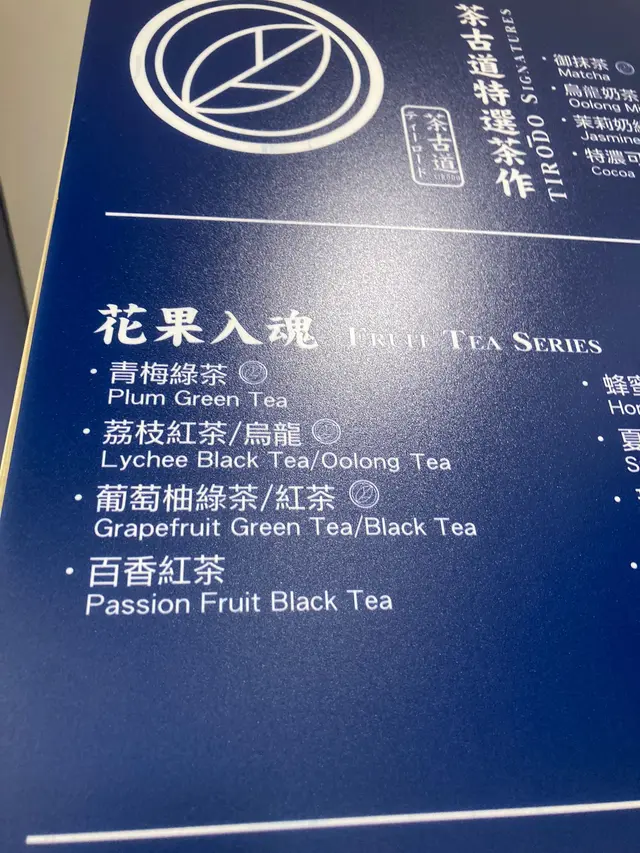 茶古道特選茶作
TIRŌDO SIGNATURES
茶古道
ティーロード
・御抹茶
Matcha
・烏龍奶茶
Oolong
・茉莉奶
Jasmine
・特濃可
Cocoa
花果入魂 FRUIT TEA SERIES
・青梅綠茶
Plum Green Tea
・荔枝紅茶/烏龍
Lychee Black Tea/Oolong Tea
・葡萄柚綠茶/紅茶
Grapefruit Green Tea/Black Tea
・百香紅茶
Passion Fruit Black Tea
・蜂蜜
・夏